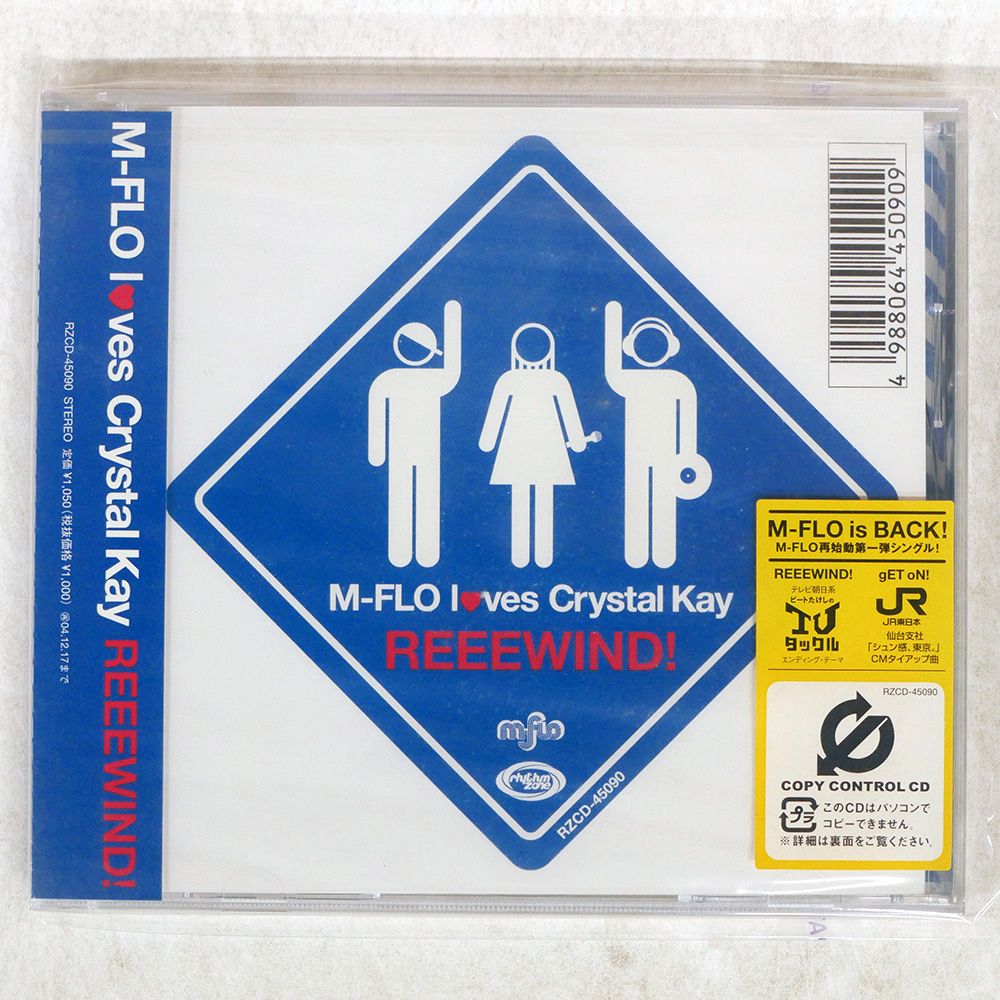 M-FLO l♥ves Crystal Kay REEEWIND!
RZCD-45090 STEREO 定価¥1,050(税抜価格¥1,000) 04.12.17まで
4 988064 450909
M-FLO l♥ves Crystal Kay
REEEWIND!
m-flo
rhythm
zone
RZCD-45090
M-FLO is BACK!
M-FLO再始動第一弾シングル!
REEEWIND!
テレビ朝日系
ビートたけしの
TV
タックル
エンディング・テーマ
gET oN!
JR
JR東日本
仙台支社
「シュン感、東京。」
CMタイアップ曲
RZCD-45090
COPY CONTROL CD
プラ
このCDはパソコンで
コピーできません。
※詳細は裏面をご覧ください。